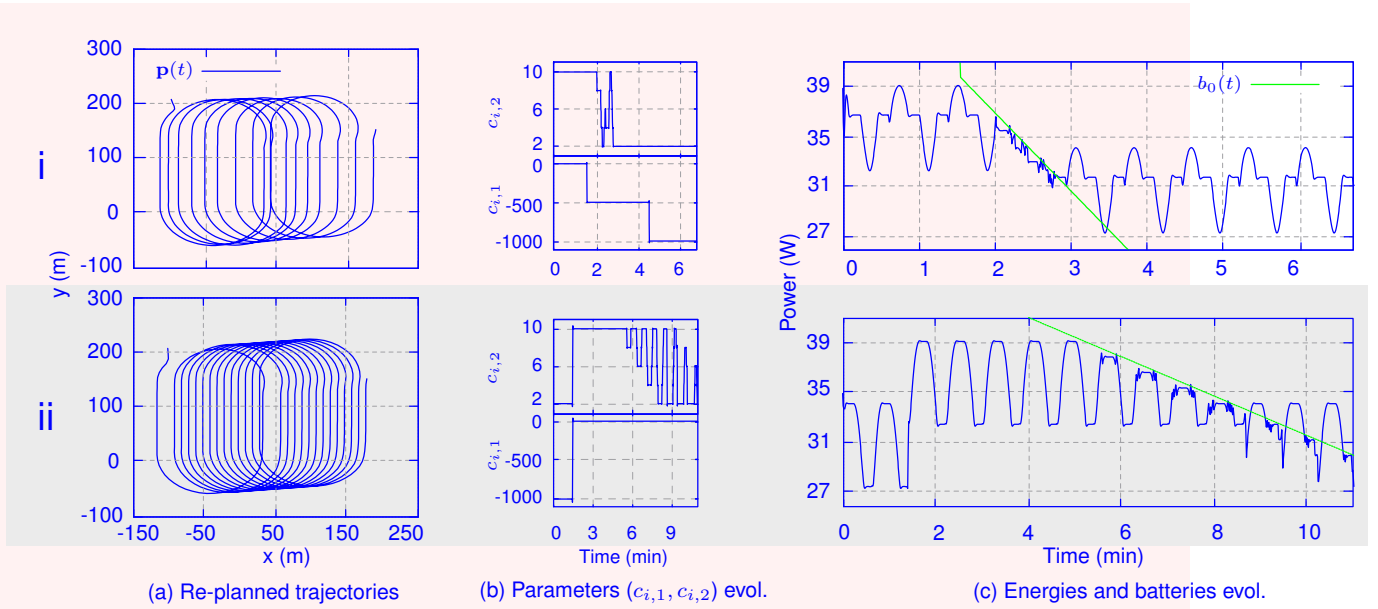 i
300
200
100
0
-100
y (m)
p(t)
10
6
2
c_{i,2}
0
-500
-1000
c_{i,1}
0 2 4 6
39
35
31
27
Power (W)
b_0(t)
0 1 2 3 4 5 6
ii
300
200
100
0
-100
-150 -50 50 150 250
x (m)
10
6
2
c_{i,2}
0
-500
-1000
c_{i,1}
0 3 6 9
Time (min)
39
35
31
27
0 2 4 6 8 10
Time (min)
(a) Re-planned trajectories
(b) Parameters (c_{i,1}, c_{i,2}) evol.
(c) Energies and batteries evol.